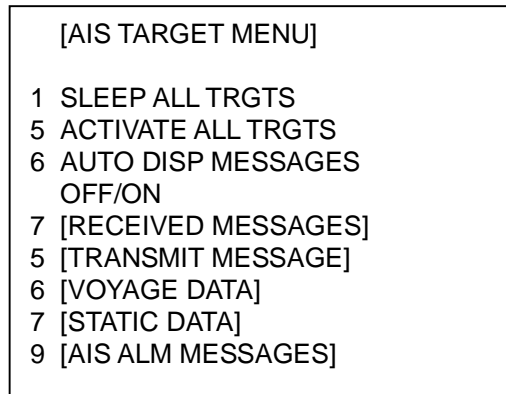 [AIS TARGET MENU]
1 SLEEP ALL TRGTS
5 ACTIVATE ALL TRGTS
6 AUTO DISP MESSAGES
OFF/ON
7 [RECEIVED MESSAGES]
5 [TRANSMIT MESSAGE]
6 [VOYAGE DATA]
7 [STATIC DATA]
9 [AIS ALM MESSAGES]